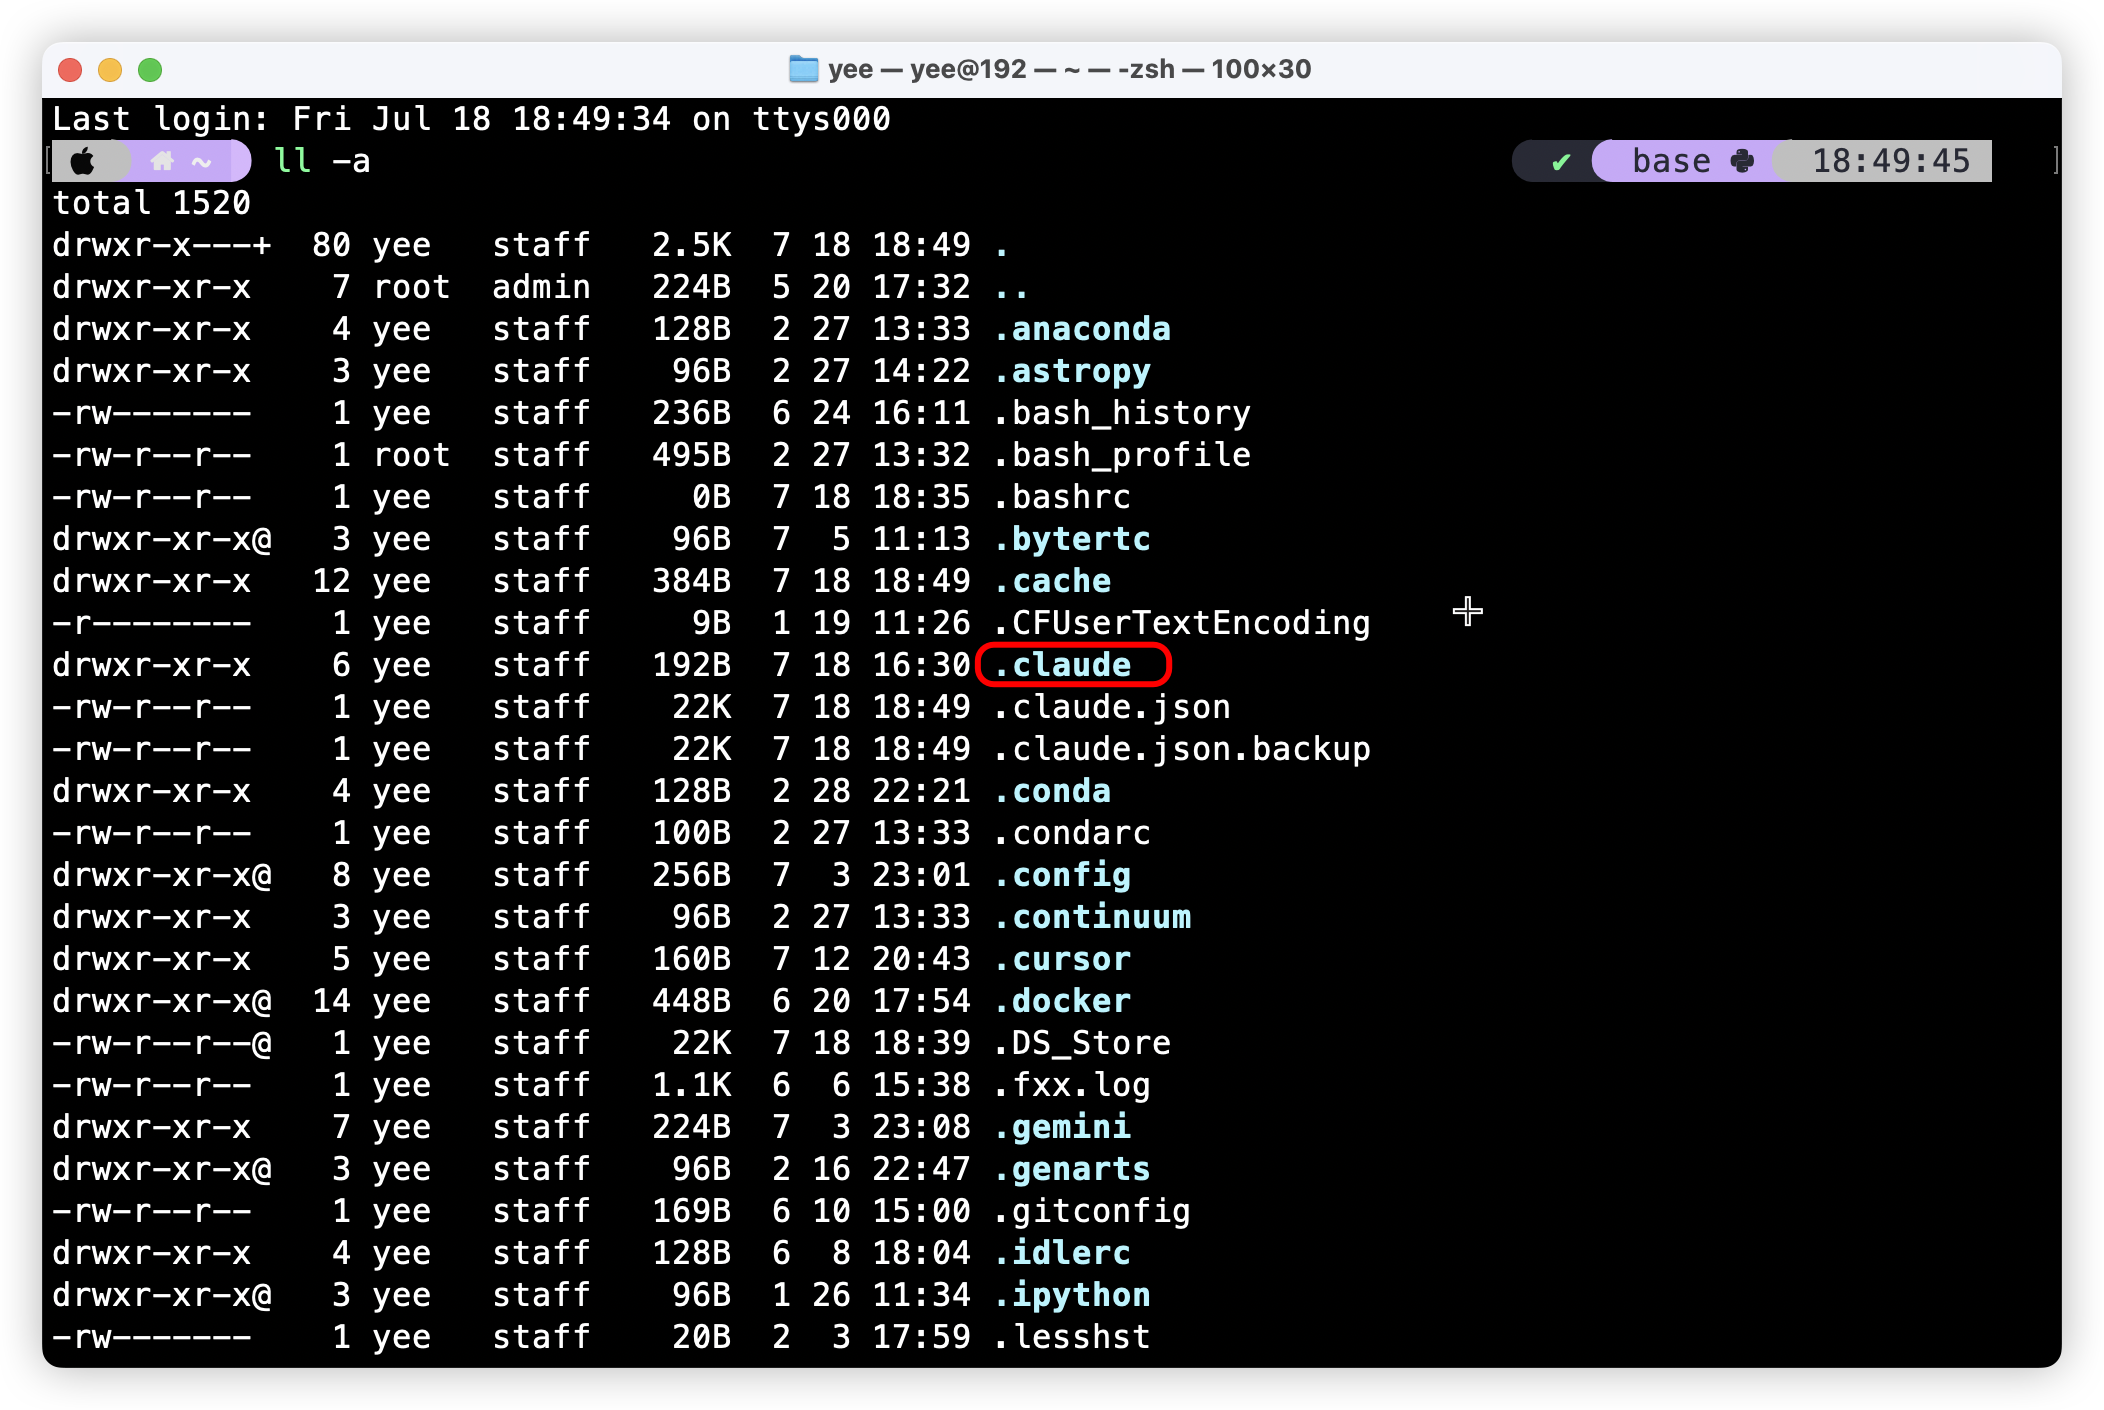 yee — yee@192 — ~ — -zsh — 100×30
Last login: Fri Jul 18 18:49:34 on ttys000
~ ll -a ✔ base 18:49:45
total 1520
drwxr-x---+ 80 yee staff 2.5K 7 18 18:49 .
drwxr-xr-x 7 root admin 224B 5 20 17:32 ..
drwxr-xr-x 4 yee staff 128B 2 27 13:33 .anaconda
drwxr-xr-x 3 yee staff 96B 2 27 14:22 .astropy
-rw------- 1 yee staff 236B 6 24 16:11 .bash_history
-rw-r--r-- 1 root staff 495B 2 27 13:32 .bash_profile
-rw-r--r-- 1 yee staff 0B 7 18 18:35 .bashrc
drwxr-xr-x@ 3 yee staff 96B 7 5 11:13 .bytertc
drwxr-xr-x 12 yee staff 384B 7 18 18:49 .cache
-r-------- 1 yee staff 9B 1 19 11:26 .CFUserTextEncoding
drwxr-xr-x 6 yee staff 192B 7 18 16:30 .claude
-rw-r--r-- 1 yee staff 22K 7 18 18:49 .claude.json
-rw-r--r-- 1 yee staff 22K 7 18 18:49 .claude.json.backup
drwxr-xr-x 4 yee staff 128B 2 28 22:21 .conda
-rw-r--r-- 1 yee staff 100B 2 27 13:33 .condarc
drwxr-xr-x@ 8 yee staff 256B 7 3 23:01 .config
drwxr-xr-x 3 yee staff 96B 2 27 13:33 .continuum
drwxr-xr-x 5 yee staff 160B 7 12 20:43 .cursor
drwxr-xr-x@ 14 yee staff 448B 6 20 17:54 .docker
-rw-r--r--@ 1 yee staff 22K 7 18 18:39 .DS_Store
-rw-r--r-- 1 yee staff 1.1K 6 6 15:38 .fxx.log
drwxr-xr-x 7 yee staff 224B 7 3 23:08 .gemini
drwxr-xr-x@ 3 yee staff 96B 2 16 22:47 .genarts
-rw-r--r-- 1 yee staff 169B 6 10 15:00 .gitconfig
drwxr-xr-x 4 yee staff 128B 6 8 18:04 .idlerc
drwxr-xr-x@ 3 yee staff 96B 1 26 11:34 .ipython
-rw------- 1 yee staff 20B 2 3 17:59 .lesshst